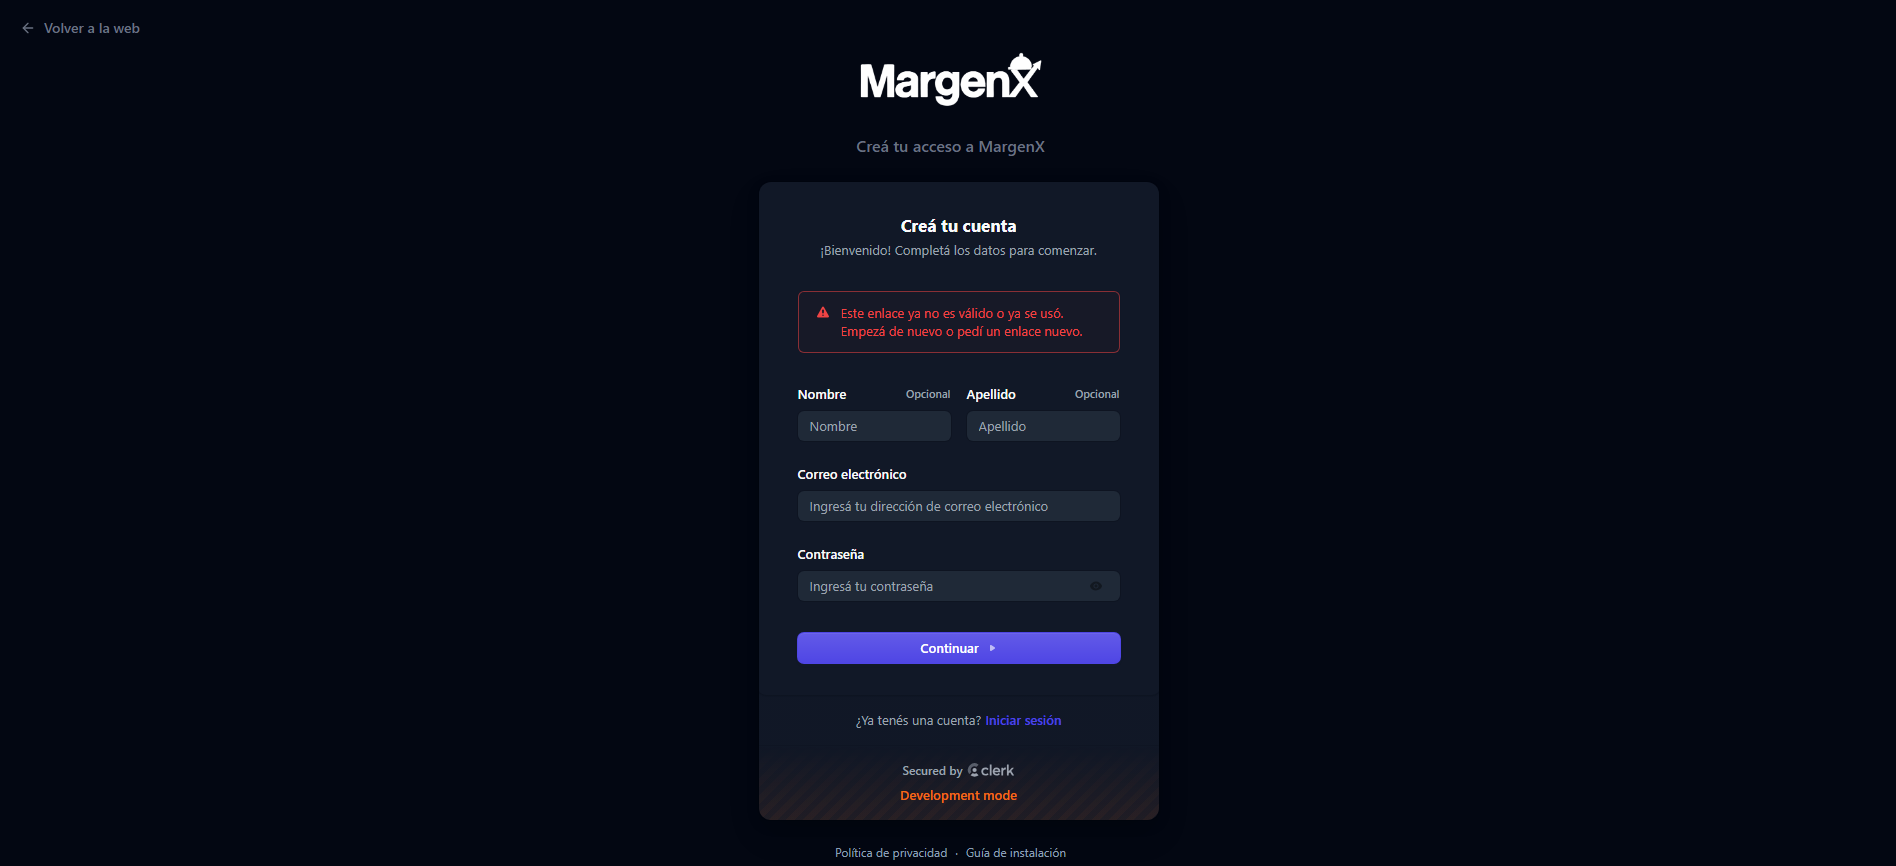 Volver a la web
MargenX
Creá tu acceso a MargenX
Creá tu cuenta
¡Bienvenido! Completá los datos para comenzar.
Este enlace ya no es válido o ya se usó.
Empezá de nuevo o pedí un enlace nuevo.
Nombre Opcional Apellido Opcional
Nombre Apellido
Correo electrónico
Ingresá tu dirección de correo electrónico
Contraseña
Ingresá tu contraseña
Continuar
¿Ya tenés una cuenta? Iniciar sesión
Secured by clerk
Development mode
Política de privacidad · Guía de instalación